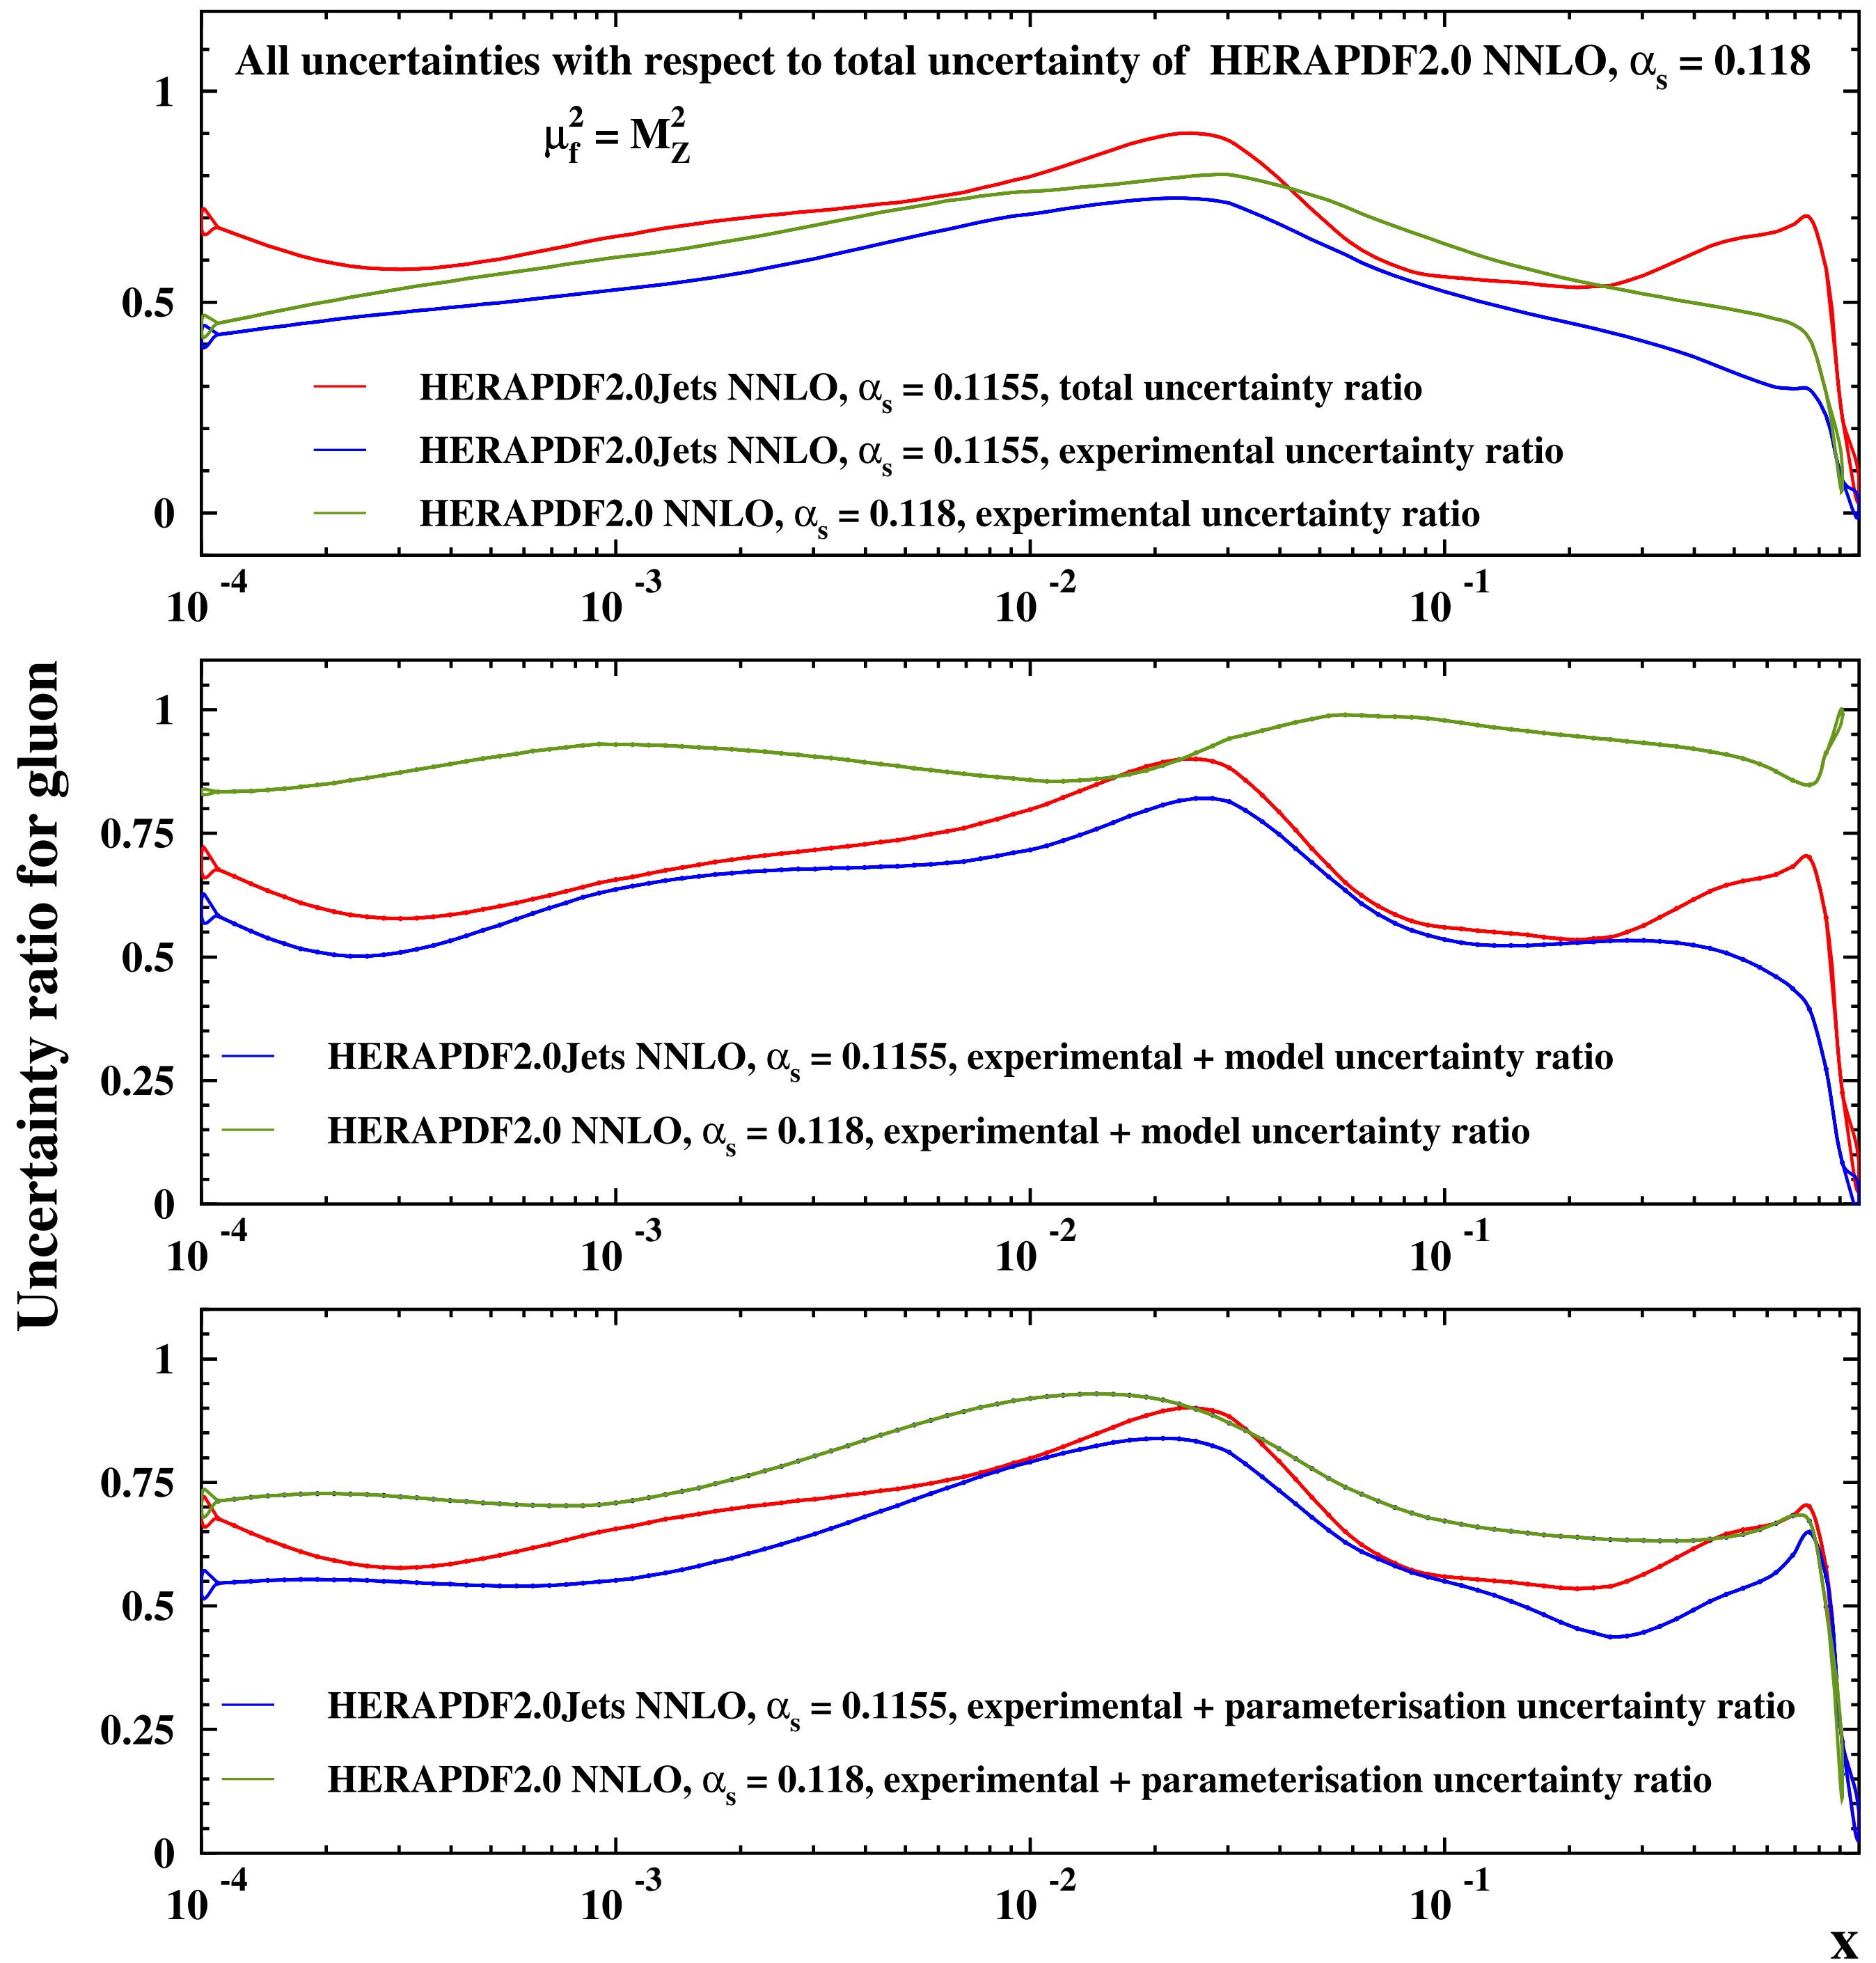 All uncertainties with respect to total uncertainty of HERAPDF2.0 NNLO, αs = 0.118
1
μf² = MZ²
0.5
HERAPDF2.0Jets NNLO, αs = 0.1155, total uncertainty ratio
HERAPDF2.0Jets NNLO, αs = 0.1155, experimental uncertainty ratio
0
HERAPDF2.0 NNLO, αs = 0.118, experimental uncertainty ratio
10⁻⁴ 10⁻³ 10⁻² 10⁻¹
Uncertainty ratio for gluon
1
0.75
0.5
HERAPDF2.0Jets NNLO, αs = 0.1155, experimental + model uncertainty ratio
0.25
HERAPDF2.0 NNLO, αs = 0.118, experimental + model uncertainty ratio
0
10⁻⁴ 10⁻³ 10⁻² 10⁻¹
1
0.75
0.5
HERAPDF2.0Jets NNLO, αs = 0.1155, experimental + parameterisation uncertainty ratio
0.25
HERAPDF2.0 NNLO, αs = 0.118, experimental + parameterisation uncertainty ratio
0
10⁻⁴ 10⁻³ 10⁻² 10⁻¹
x